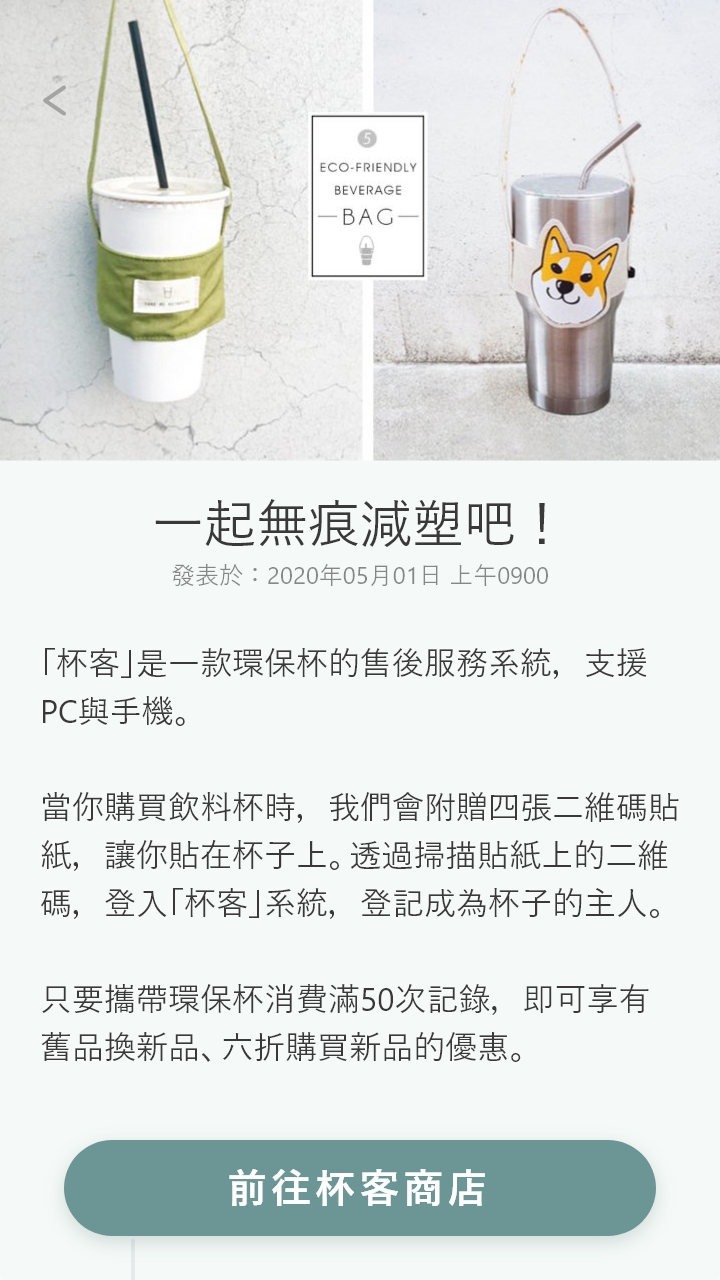 5
ECO-FRIENDLY
BEVERAGE
BAG
一起無痕減塑吧！
發表於：2020年05月01日 上午0900
「杯客」是一款環保杯的售後服務系統，支援
PC與手機。
當你購買飲料杯時，我們會附贈四張二維碼貼
紙，讓你貼在杯子上。透過掃描貼紙上的二維
碼，登入「杯客」系統，登記成為杯子的主人。
只要攜帶環保杯消費滿50次記錄，即可享有
舊品換新品、六折購買新品的優惠。
前往杯客商店